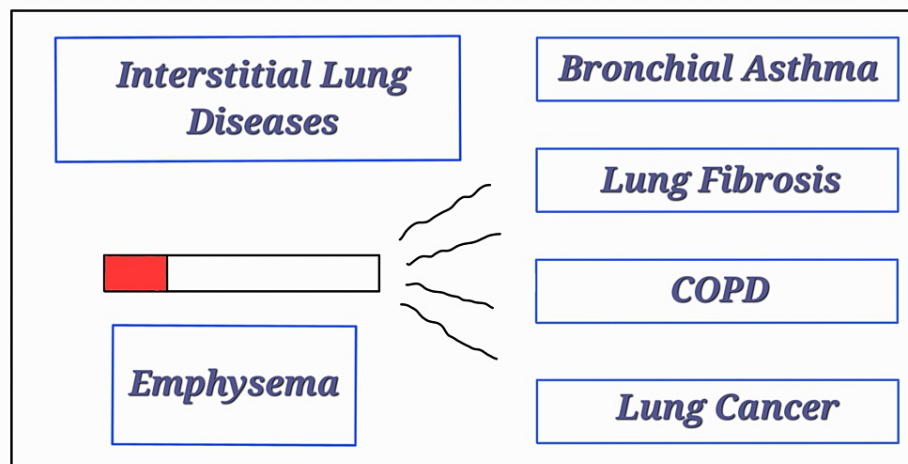 Interstitial Lung
Diseases
Emphysema
Bronchial Asthma
Lung Fibrosis
COPD
Lung Cancer